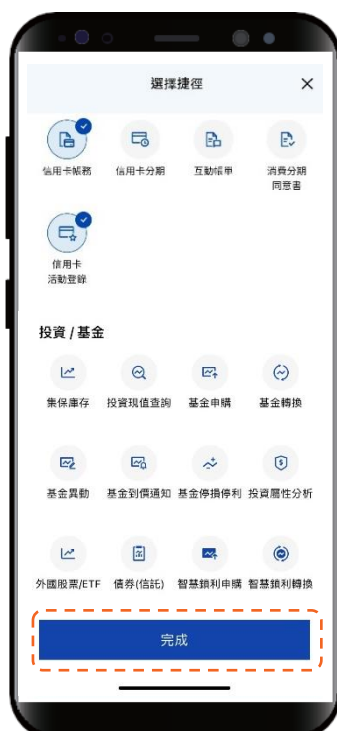 選擇捷徑
信用卡帳務 信用卡分期 互動帳單 消費分期
同意書
信用卡
活動登錄
投資 / 基金
集保庫存 投資現值查詢 基金申購 基金轉換
基金異動 基金到價通知 基金停損停利 投資屬性分析
外國股票/ETF 債券(信託) 智慧鎖利申購 智慧鎖利轉換
完成